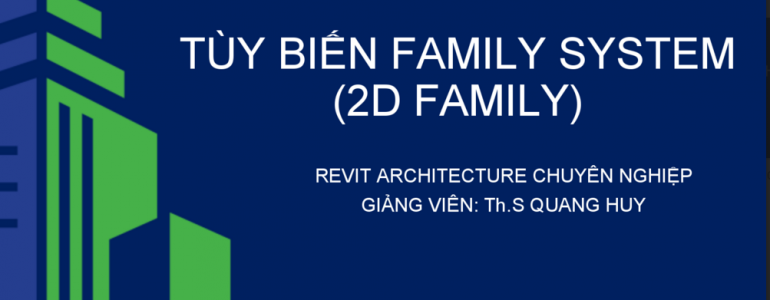 TÙY BIẾN FAMILY SYSTEM
(2D FAMILY)
REVIT ARCHITECTURE CHUYÊN NGHIỆP
GIẢNG VIÊN: Th.S QUANG HUY